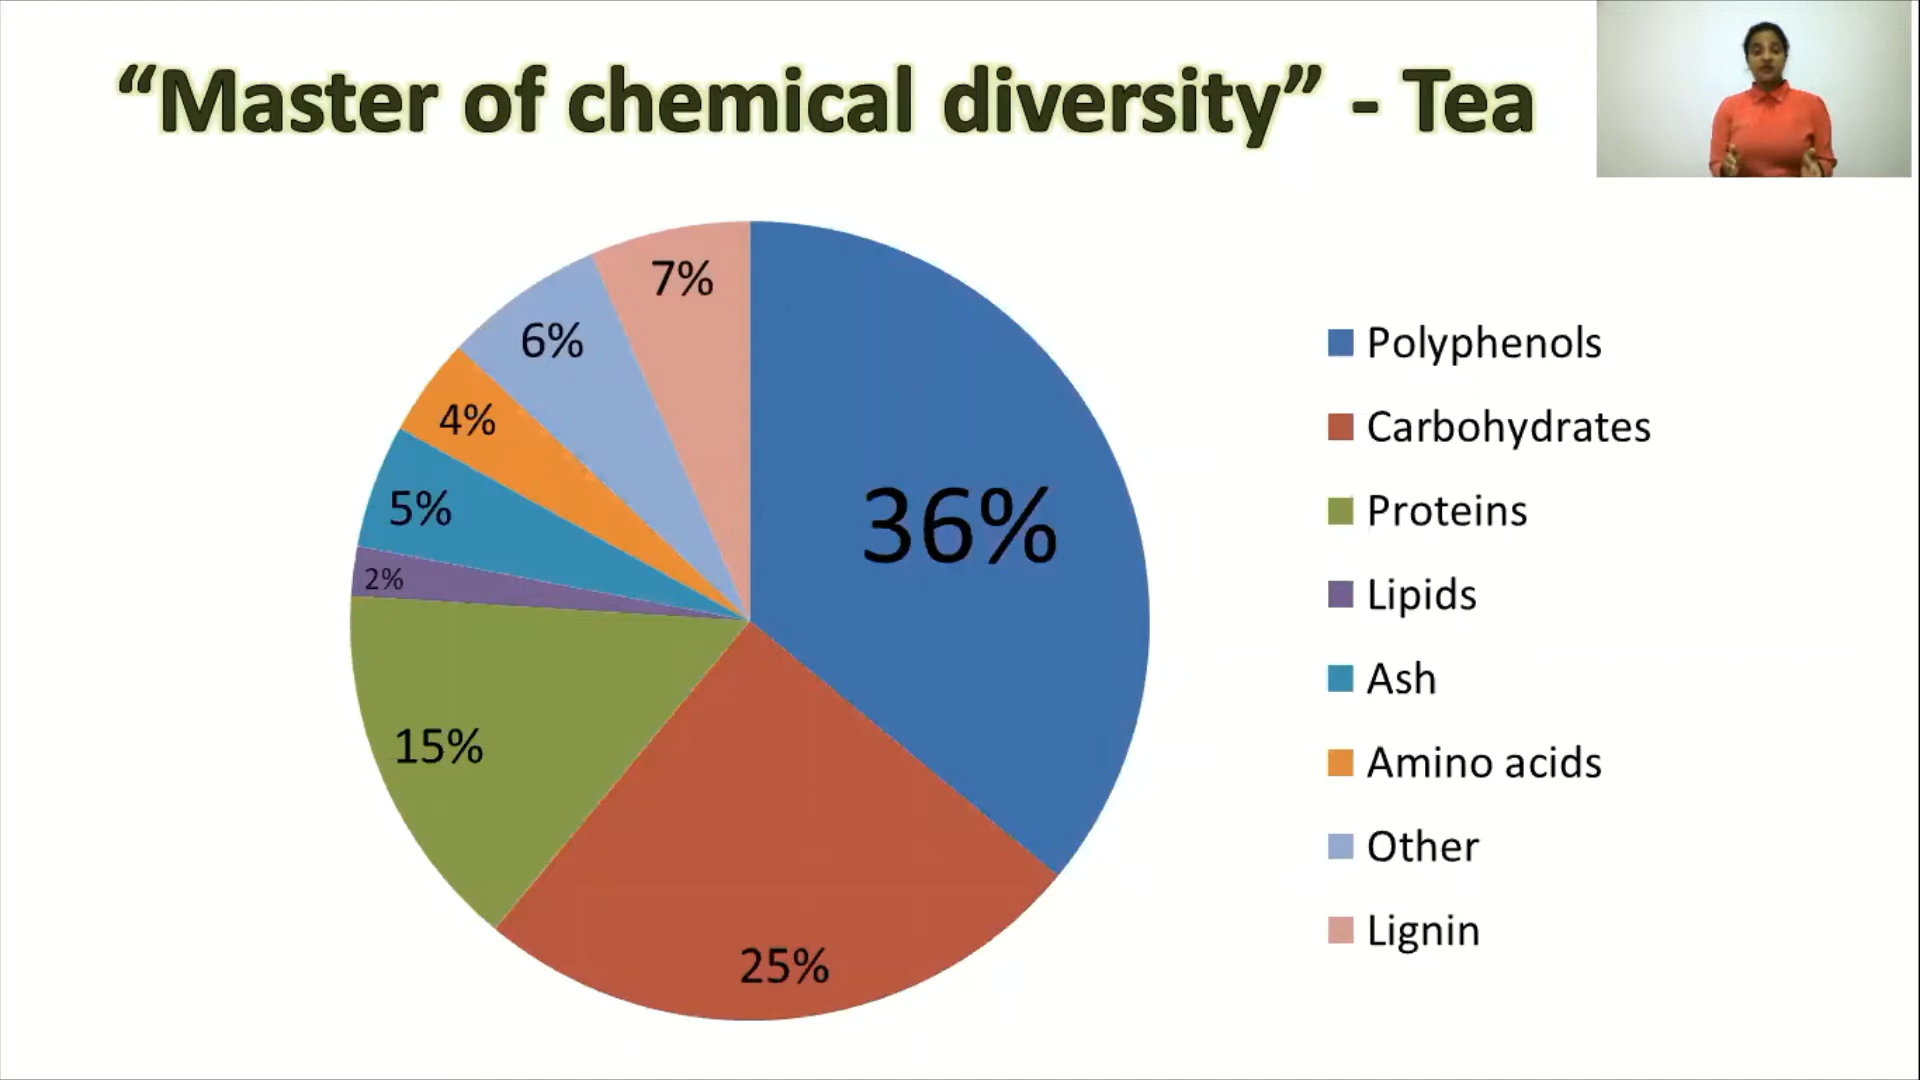 “Master of chemical diversity” - Tea
7%
6%
4%
5%
2%
15%
25%
36%
Polyphenols
Carbohydrates
Proteins
Lipids
Ash
Amino acids
Other
Lignin